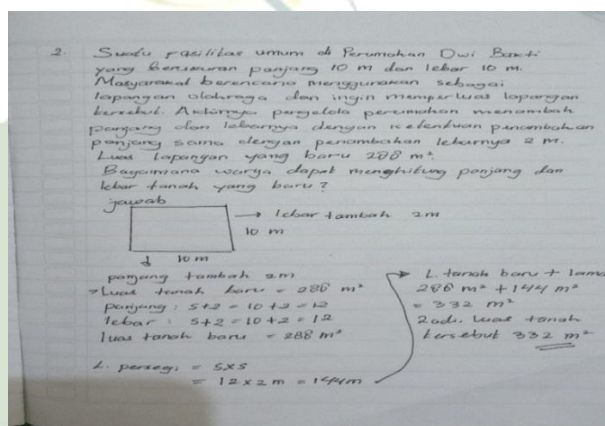 2. Suatu fasilitas umum di Perumahan Dwi Bakti
yang berukuran panjang 10 m dan lebar 10 m.
Masyarakat berencana menggunakan sebagai
lapangan olahraga dan ingin memperluas lapangan
tersebut. Akhirnya pengelola perumahan menambah
panjang dan lebarnya dengan ketentuan penambahan
panjang sama dengan penambahan lebarnya 2 m.
Luas lapangan yang baru 288 m².
Bagaimana warga dapat menghitung panjang dan
lebar tanah yang baru?
jawab
→ lebar tambah 2m
10 m
10 m
panjang tambah 2m
→ Luas tanah baru = 288 m²
panjang : s+2 = 10+2 = 12
lebar : s+2 = 10+2 = 12
luas tanah baru = 288 m²
L. persegi = s×s
= 12 × 2 m = 144m
L. tanah baru + lama
288 m² + 144 m²
= 332 m²
Jadi, luas tanah
tersebut 332 m²